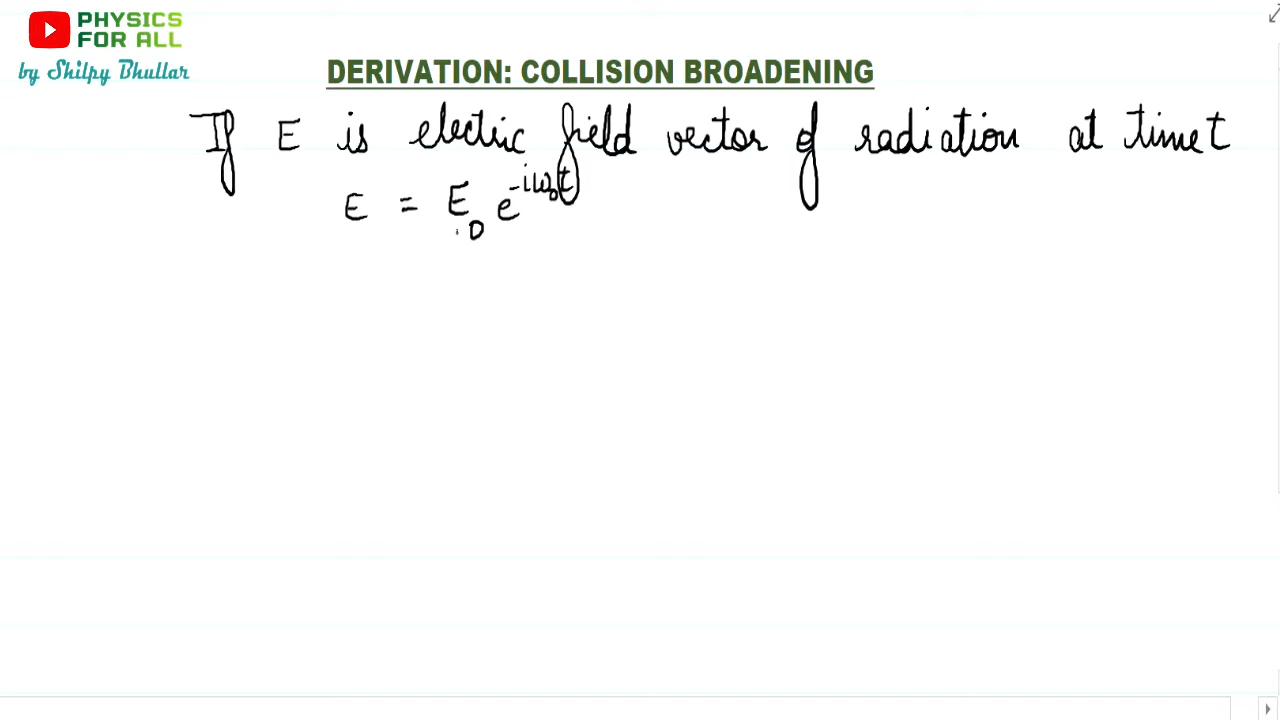 PHYSICS
FOR ALL
by Shilpy Bhullar
DERIVATION: COLLISION BROADENING
If E is electric field vector of radiation at time t
E = E₀ e^{-iω₀t}